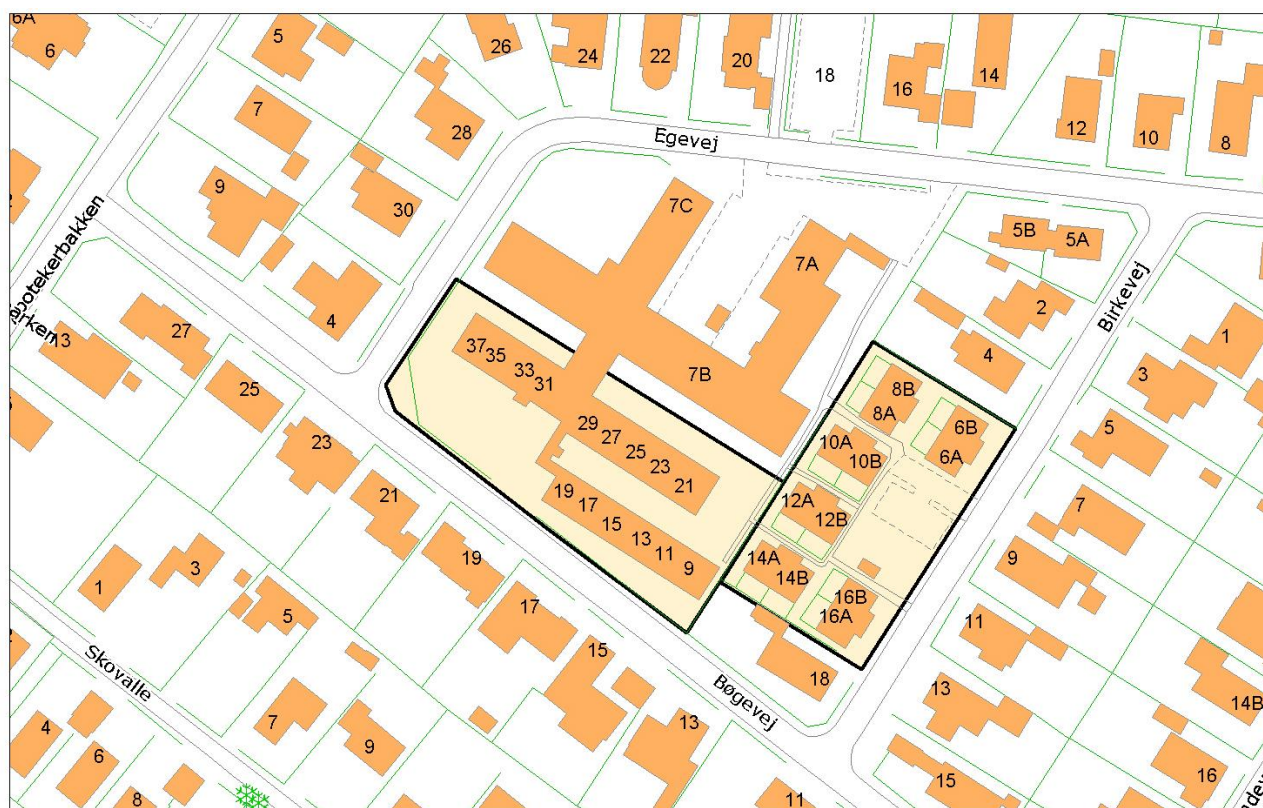 6A
6
5
26
24
22
20
18
16
14
12
10
8
7
28
Egevej
9
30
7C
7A
5B
5A
Birkevej
Apotekerbakken
4
2
1
13
27
37
35
33
31
7B
4
3
25
8B
8A
6B
6A
5
29
27
25
23
21
10A
10B
23
19
17
15
13
11
9
12A
12B
7
21
14A
14B
9
19
16B
16A
1
3
5
17
11
Skovalle
15
18
Bøgevej
13
14B
4
6
7
9
13
8
11
15
16